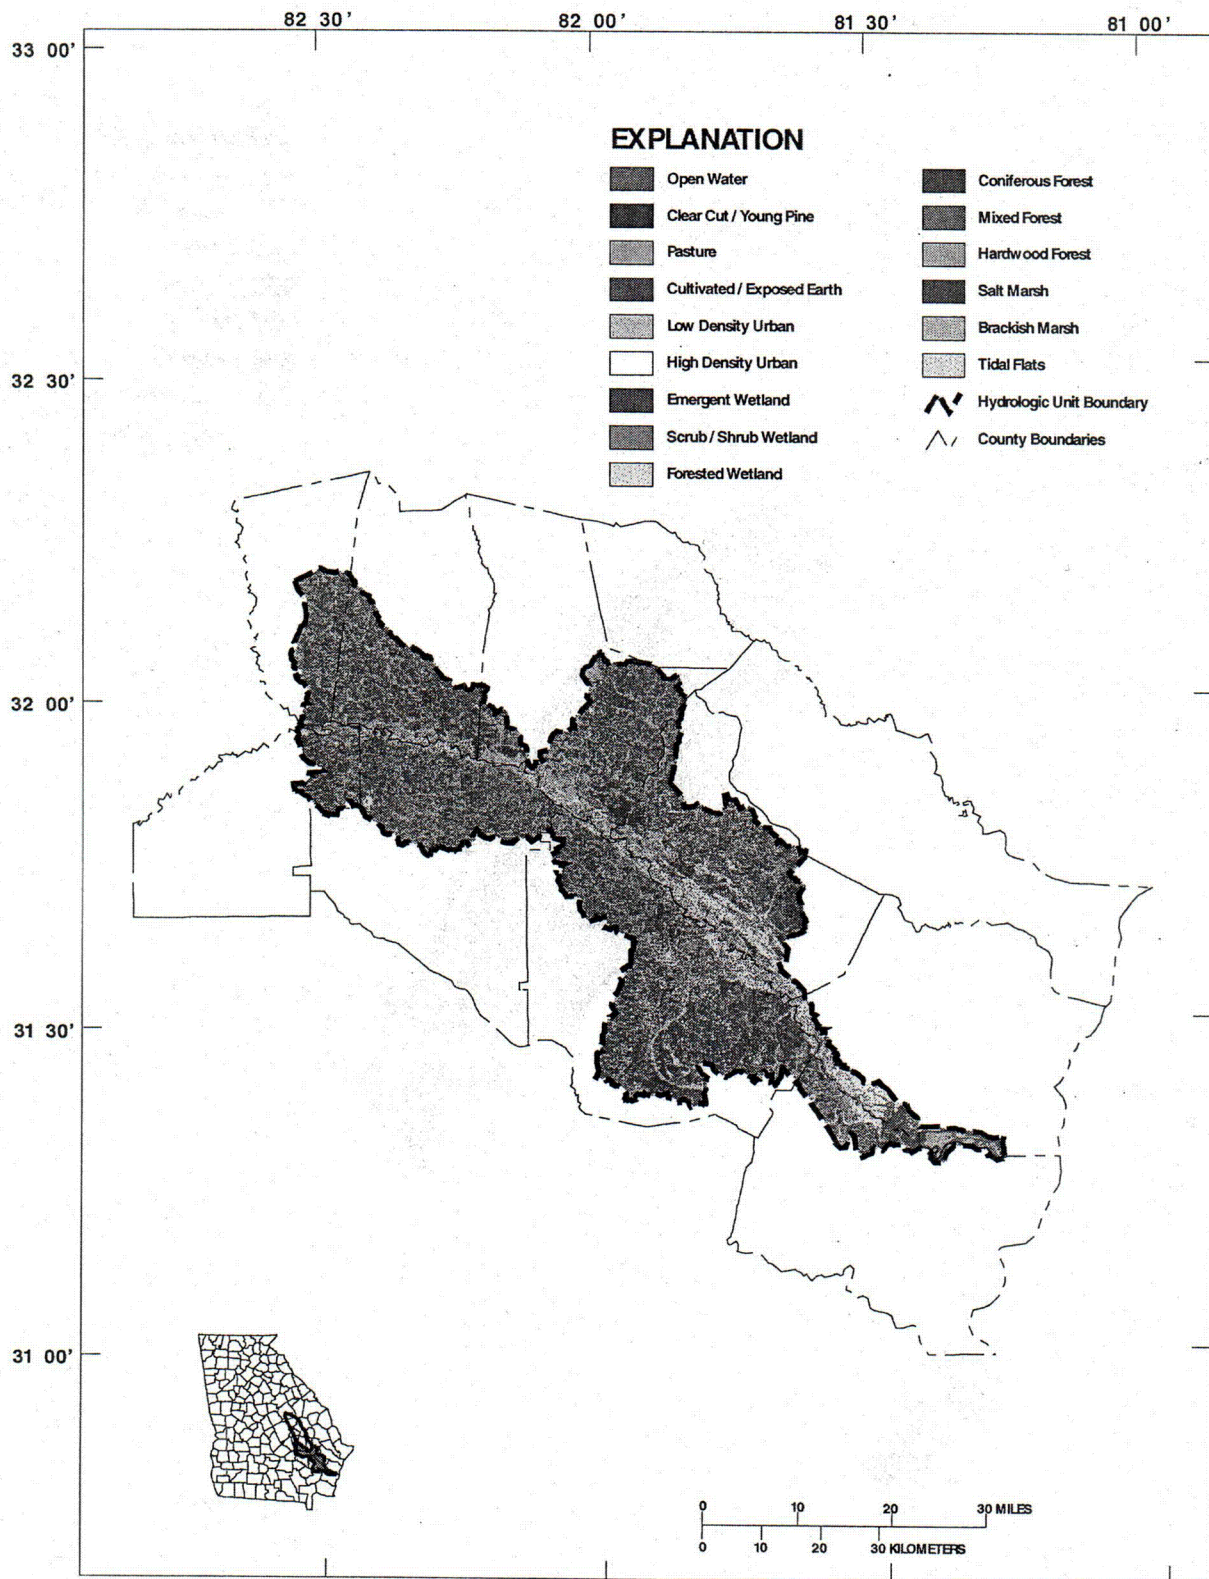 82 30' 82 00' 81 30' 81 00'
33 00'
EXPLANATION
Open Water
Clear Cut / Young Pine
Pasture
Cultivated / Exposed Earth
Low Density Urban
High Density Urban
Emergent Wetland
Scrub / Shrub Wetland
Forested Wetland
Coniferous Forest
Mixed Forest
Hardwood Forest
Salt Marsh
Brackish Marsh
Tidal Flats
Hydrologic Unit Boundary
County Boundaries
32 30'
32 00'
31 30'
31 00'
0 10 20 30 MILES
0 10 20 30 KILOMETERS